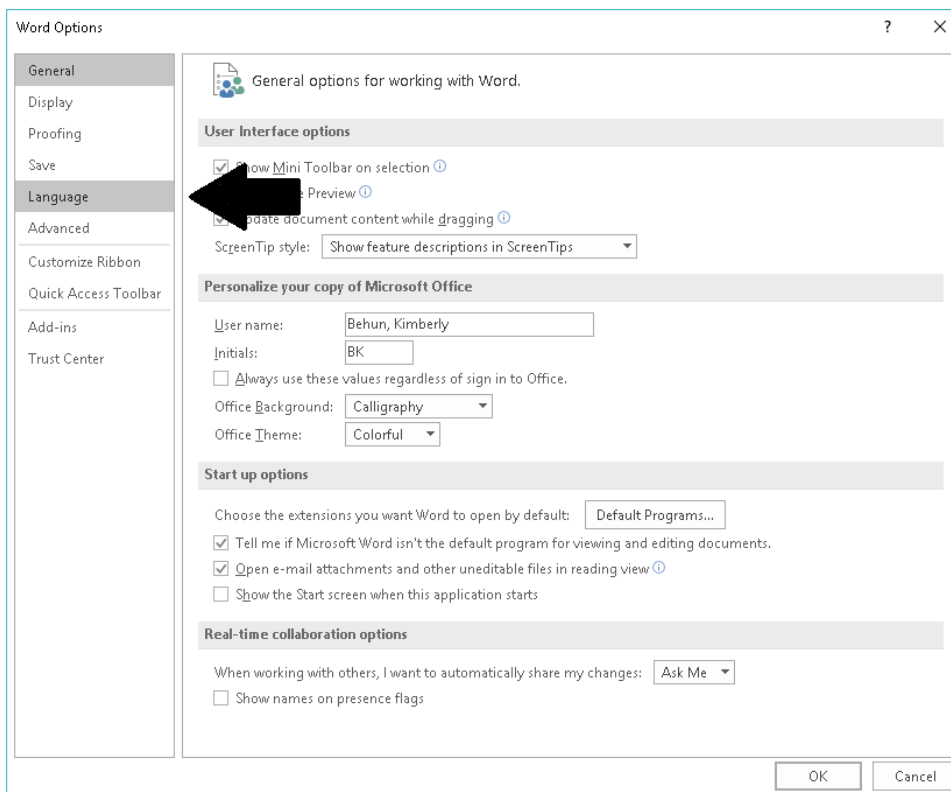 Word Options ?
General
Display
Proofing
Save
Language
Advanced
Customize Ribbon
Quick Access Toolbar
Add-ins
Trust Center
General options for working with Word.
User Interface options
Show Mini Toolbar on selection
Preview
Update document content while dragging
ScreenTip style: Show feature descriptions in ScreenTips
Personalize your copy of Microsoft Office
User name: Behun, Kimberly
Initials: BK
Always use these values regardless of sign in to Office.
Office Background: Calligraphy
Office Theme: Colorful
Start up options
Choose the extensions you want Word to open by default: Default Programs...
Tell me if Microsoft Word isn't the default program for viewing and editing documents.
Open e-mail attachments and other uneditable files in reading view
Show the Start screen when this application starts
Real-time collaboration options
When working with others, I want to automatically share my changes: Ask Me
Show names on presence flags
OK Cancel